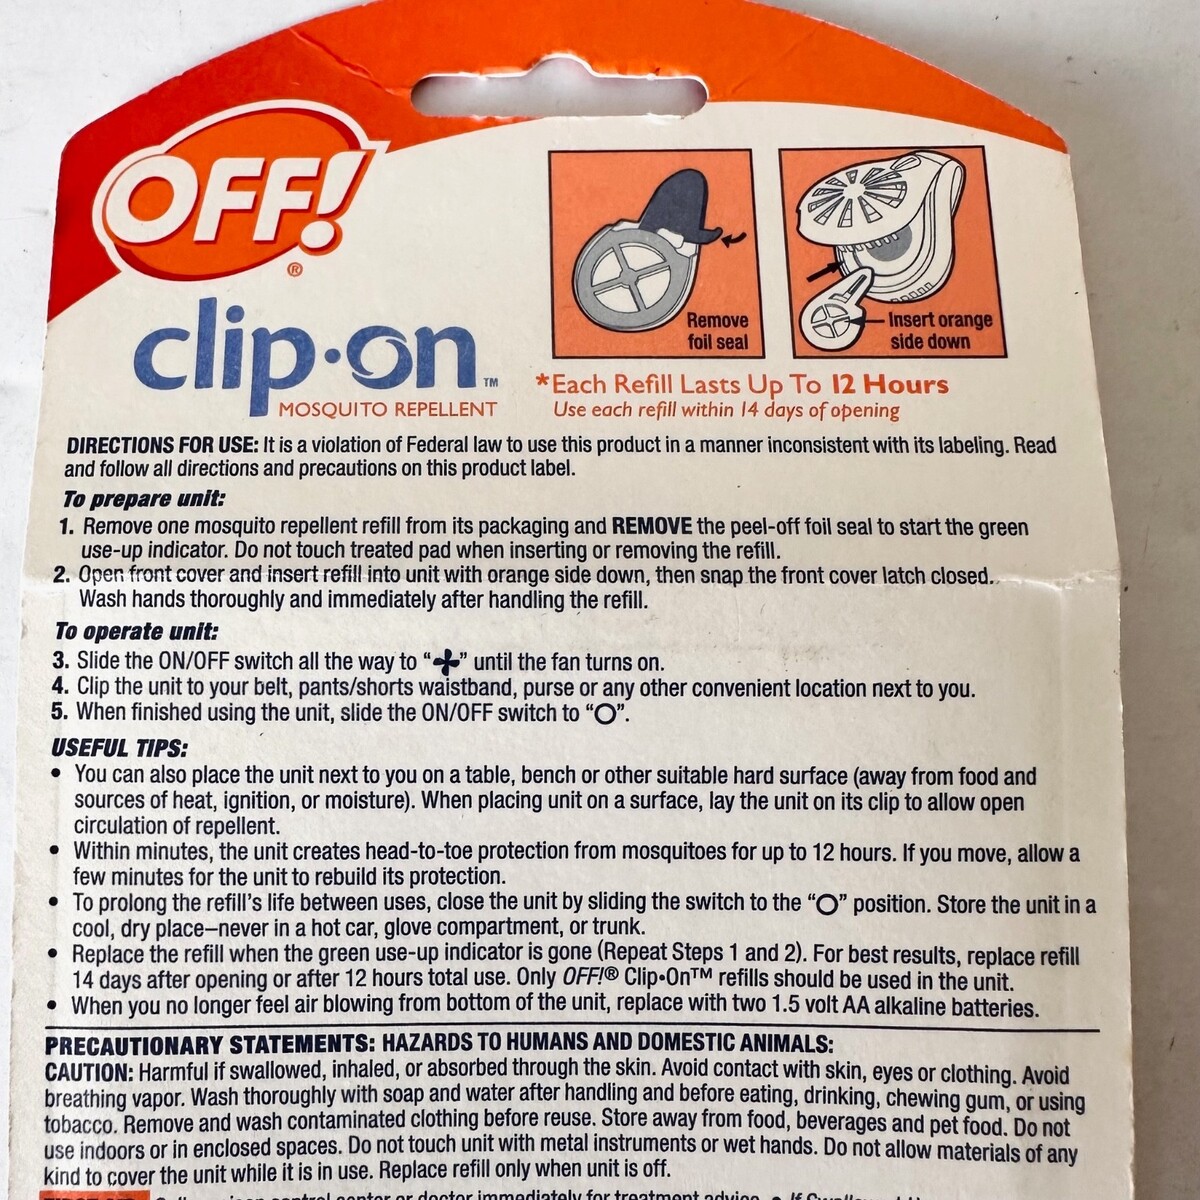 OFF!
®
clip·on™
MOSQUITO REPELLENT
Remove
foil seal
Insert orange
side down
*Each Refill Lasts Up To 12 Hours
Use each refill within 14 days of opening
DIRECTIONS FOR USE: It is a violation of Federal law to use this product in a manner inconsistent with its labeling. Read
and follow all directions and precautions on this product label.
To prepare unit:
1. Remove one mosquito repellent refill from its packaging and REMOVE the peel-off foil seal to start the green
use-up indicator. Do not touch treated pad when inserting or removing the refill.
2. Open front cover and insert refill into unit with orange side down, then snap the front cover latch closed.
Wash hands thoroughly and immediately after handling the refill.
To operate unit:
3. Slide the ON/OFF switch all the way to “ ” until the fan turns on.
4. Clip the unit to your belt, pants/shorts waistband, purse or any other convenient location next to you.
5. When finished using the unit, slide the ON/OFF switch to “O”.
USEFUL TIPS:
• You can also place the unit next to you on a table, bench or other suitable hard surface (away from food and
sources of heat, ignition, or moisture). When placing unit on a surface, lay the unit on its clip to allow open
circulation of repellent.
• Within minutes, the unit creates head-to-toe protection from mosquitoes for up to 12 hours. If you move, allow a
few minutes for the unit to rebuild its protection.
• To prolong the refill's life between uses, close the unit by sliding the switch to the “O” position. Store the unit in a
cool, dry place–never in a hot car, glove compartment, or trunk.
• Replace the refill when the green use-up indicator is gone (Repeat Steps 1 and 2). For best results, replace refill
14 days after opening or after 12 hours total use. Only OFF!® Clip•On™ refills should be used in the unit.
• When you no longer feel air blowing from bottom of the unit, replace with two 1.5 volt AA alkaline batteries.
PRECAUTIONARY STATEMENTS: HAZARDS TO HUMANS AND DOMESTIC ANIMALS:
CAUTION: Harmful if swallowed, inhaled, or absorbed through the skin. Avoid contact with skin, eyes or clothing. Avoid
breathing vapor. Wash thoroughly with soap and water after handling and before eating, drinking, chewing gum, or using
tobacco. Remove and wash contaminated clothing before reuse. Store away from food, beverages and pet food. Do not
use indoors or in enclosed spaces. Do not touch unit with metal instruments or wet hands. Do not allow materials of any
kind to cover the unit while it is in use. Replace refill only when unit is off.
poison control center or doctor immediately for treatment advice. • If